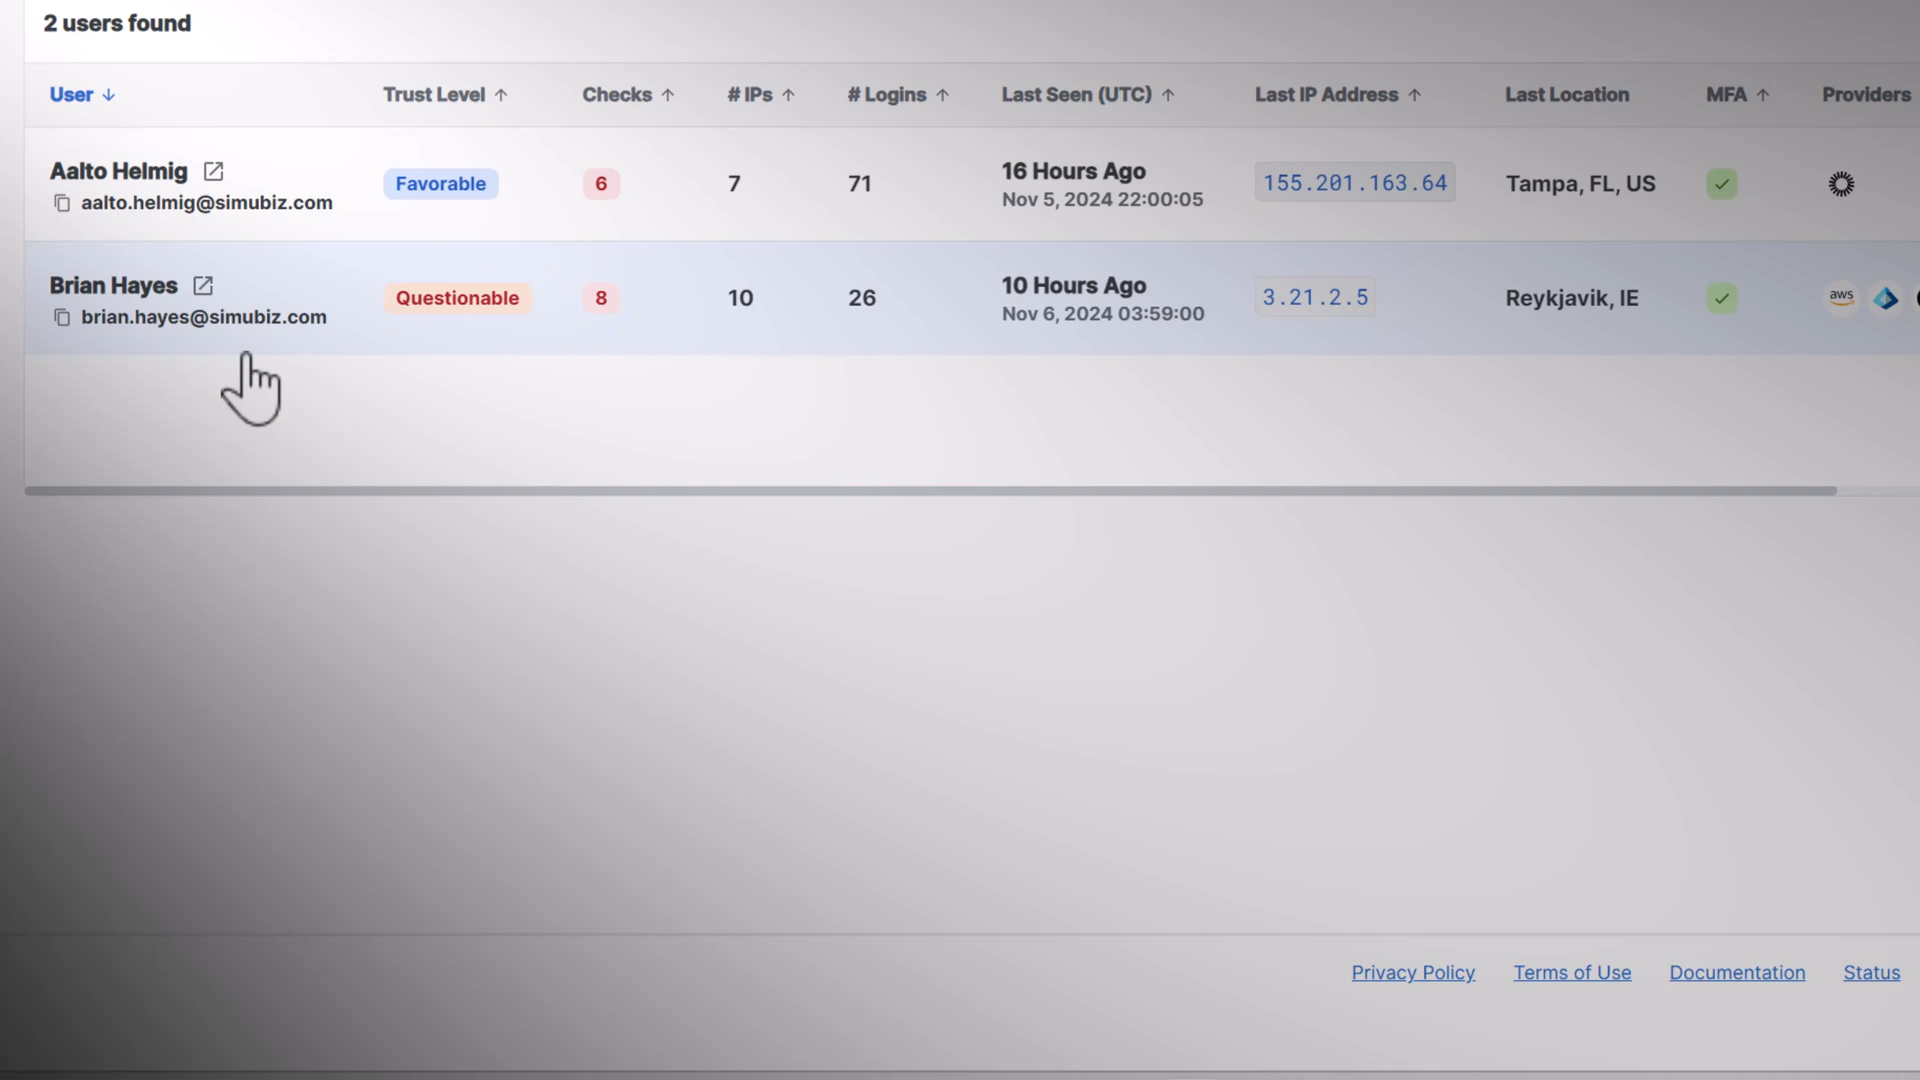 2 users found
User ↓ Trust Level ↑ Checks ↑ # IPs ↑ # Logins ↑ Last Seen (UTC) ↑ Last IP Address ↑ Last Location MFA ↑ Providers
Aalto Helmig
aalto.helmig@simubiz.com
Favorable 6 7 71
16 Hours Ago
Nov 5, 2024 22:00:05
155.201.163.64 Tampa, FL, US
Brian Hayes
brian.hayes@simubiz.com
Questionable 8 10 26
10 Hours Ago
Nov 6, 2024 03:59:00
3.21.2.5 Reykjavik, IE
aws
Privacy Policy Terms of Use Documentation Status